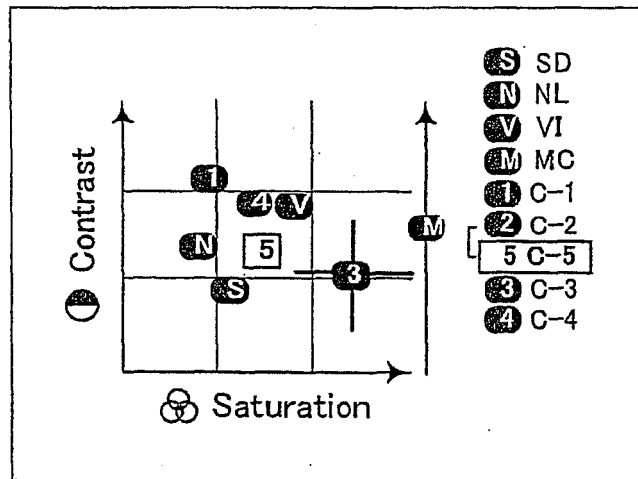 S SD
N NL
V VI
M MC
1 C-1
2 C-2
5 C-5
3 C-3
4 C-4
Contrast
1
4 V
M
N 5
3
S
Saturation